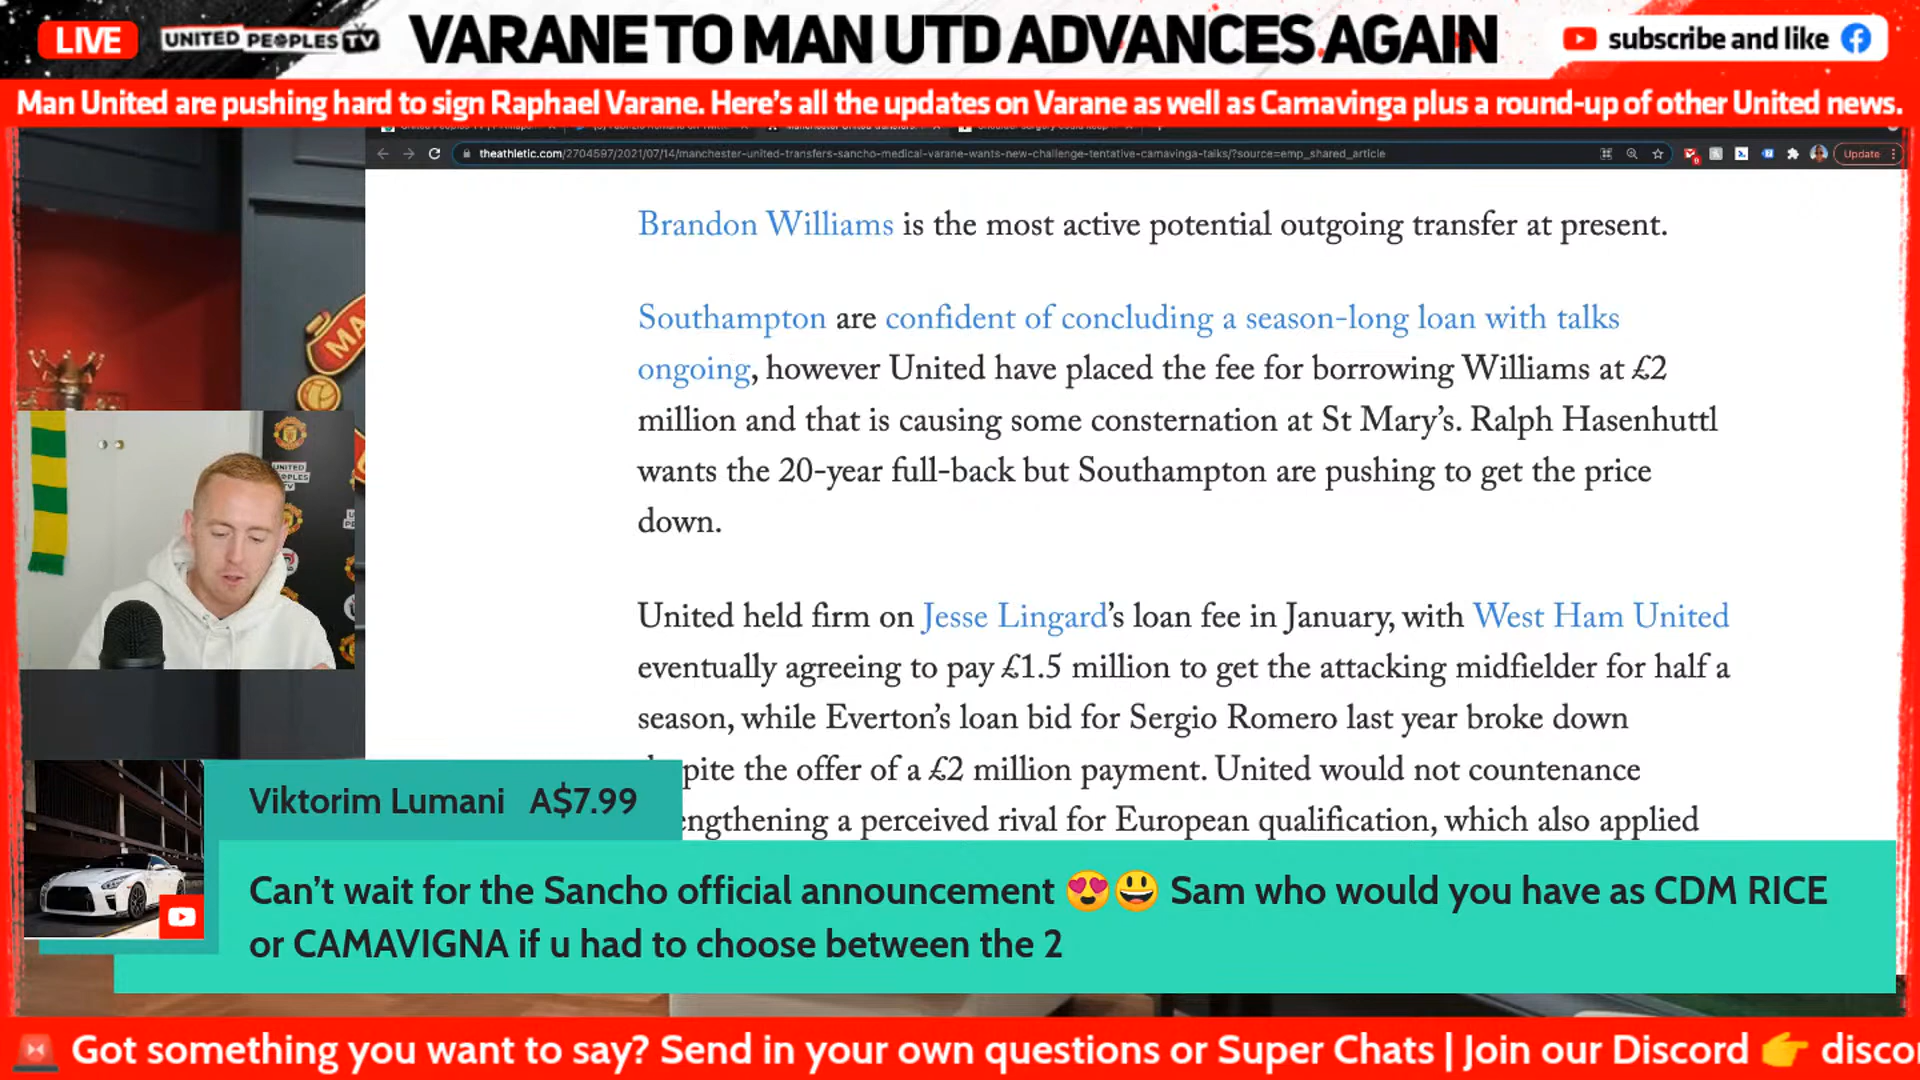 LIVE
UNITED PEOPLES TV
VARANE TO MAN UTD ADVANCES AGAIN
subscribe and like
Man United are pushing hard to sign Raphael Varane. Here's all the updates on Varane as well as Camavinga plus a round-up of other United news.
theathletic.com/2704597/2021/07/14/manchester-united-transfers-sancho-medical-varane-wants-new-challenge-tentative-camavinga-talks/?source=emp_shared_article
Update
Brandon Williams is the most active potential outgoing transfer at present.
Southampton are confident of concluding a season-long loan with talks
ongoing, however United have placed the fee for borrowing Williams at £2
million and that is causing some consternation at St Mary's. Ralph Hasenhuttl
wants the 20-year full-back but Southampton are pushing to get the price
down.
United held firm on Jesse Lingard's loan fee in January, with West Ham United
eventually agreeing to pay £1.5 million to get the attacking midfielder for half a
season, while Everton's loan bid for Sergio Romero last year broke down
pite the offer of a £2 million payment. United would not countenance
engthening a perceived rival for European qualification, which also applied
MA
UNITED
PEOPLES
TV
Viktorim Lumani A$7.99
Can't wait for the Sancho official announcement 😍😃 Sam who would you have as CDM RICE
or CAMAVIGNA if u had to choose between the 2
🚨 Got something you want to say? Send in your own questions or Super Chats | Join our Discord 👉 disco